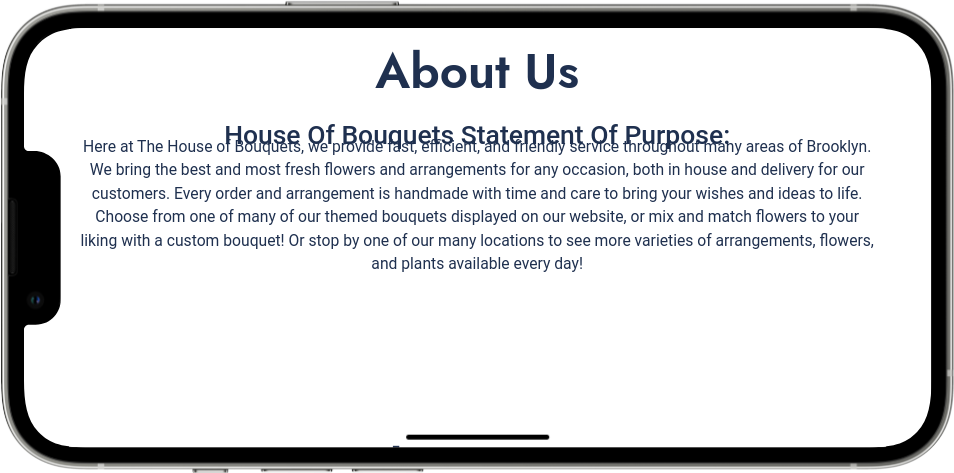 About Us
House Of Bouquets Statement Of Purpose:
Here at The House of Bouquets, we provide fast, efficient, and friendly service throughout many areas of Brooklyn.
We bring the best and most fresh flowers and arrangements for any occasion, both in house and delivery for our
customers. Every order and arrangement is handmade with time and care to bring your wishes and ideas to life.
Choose from one of many of our themed bouquets displayed on our website, or mix and match flowers to your
liking with a custom bouquet! Or stop by one of our many locations to see more varieties of arrangements, flowers,
and plants available every day!